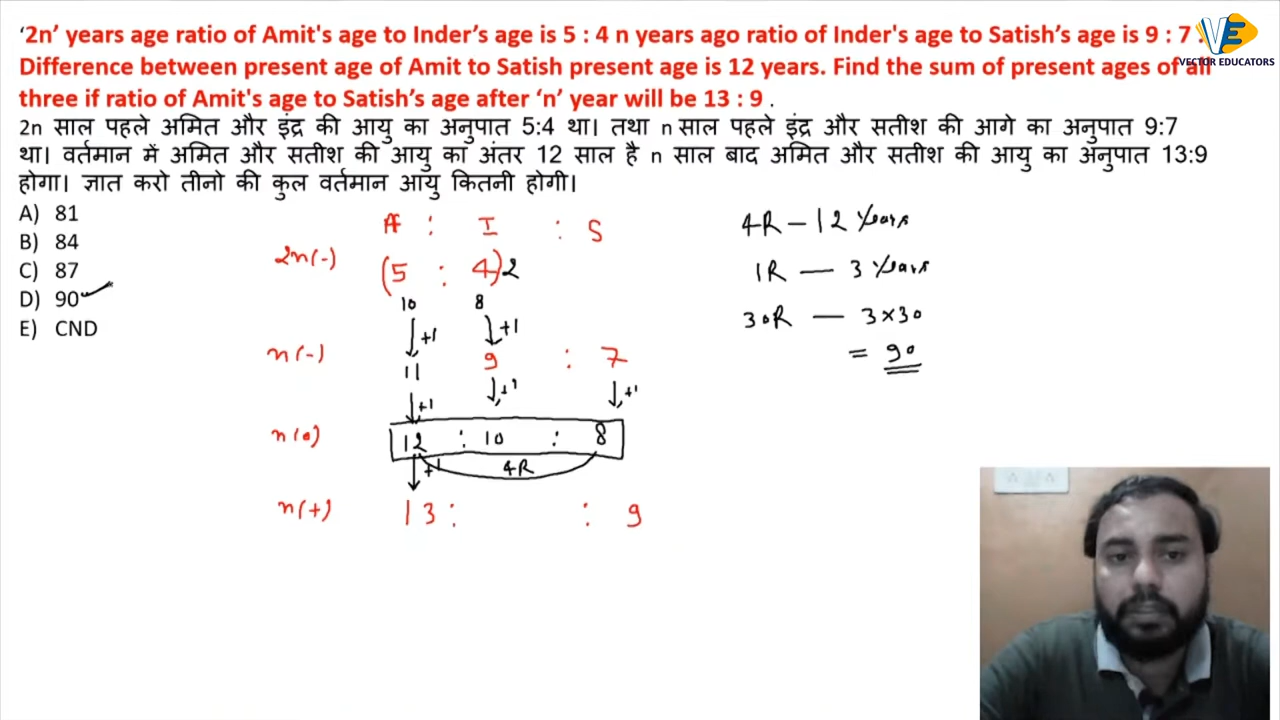 ‘2n’ years age ratio of Amit's age to Inder’s age is 5 : 4 n years ago ratio of Inder's age to Satish’s age is 9 : 7 .
VECTOR EDUCATORS
Difference between present age of Amit to Satish present age is 12 years. Find the sum of present ages of all
three if ratio of Amit's age to Satish’s age after ‘n’ year will be 13 : 9 .
2n साल पहले अमित और इंद्र की आयु का अनुपात 5:4 था। तथा n साल पहले इंद्र और सतीश की आगे का अनुपात 9:7
था। वर्तमान में अमित और सतीश की आयु का अंतर 12 साल है n साल बाद अमित और सतीश की आयु का अनुपात 13:9
होगा। ज्ञात करो तीनो की कुल वर्तमान आयु कितनी होगी।
A) 81
B) 84
C) 87
D) 90
E) CND
A : I : S
2n(-) (5 : 4)2
10 8
+1 +1
n(-) 11 9 : 7
+1 +1 +1
n(0) 12 : 10 : 8
+1 4R
n(+) 13 : : 9
4R — 12 Years
1R — 3 Years
30R — 3×30
= 90